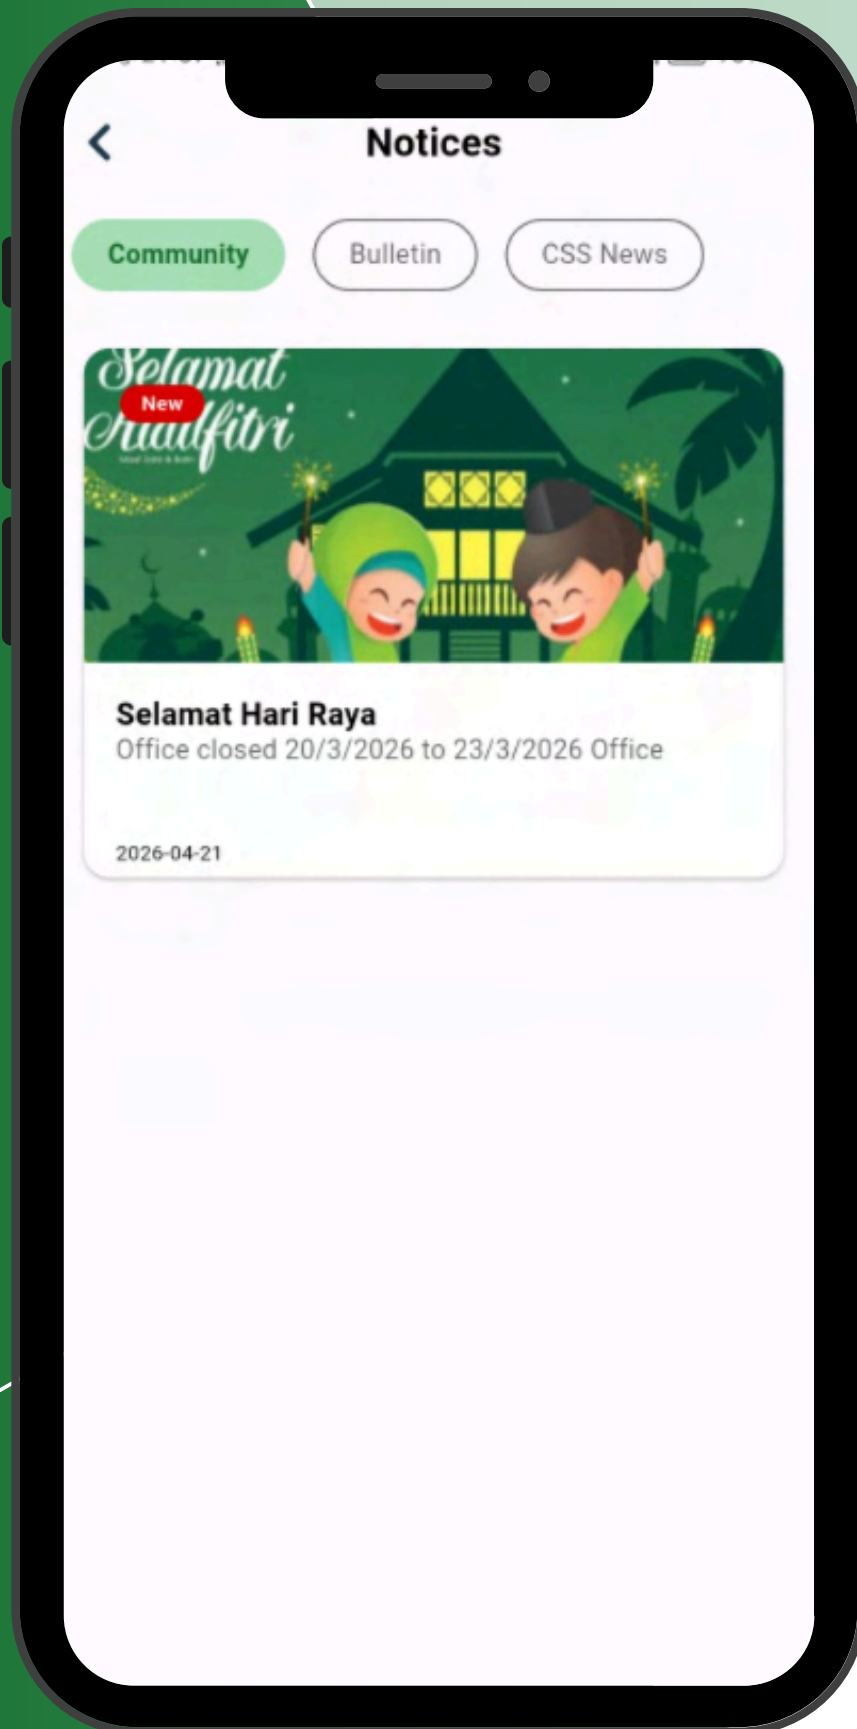 Notices
Community
Bulletin
CSS News
Selamat
New
Aidilfitri
Selamat Hari Raya
Office closed 20/3/2026 to 23/3/2026 Office
2026-04-21